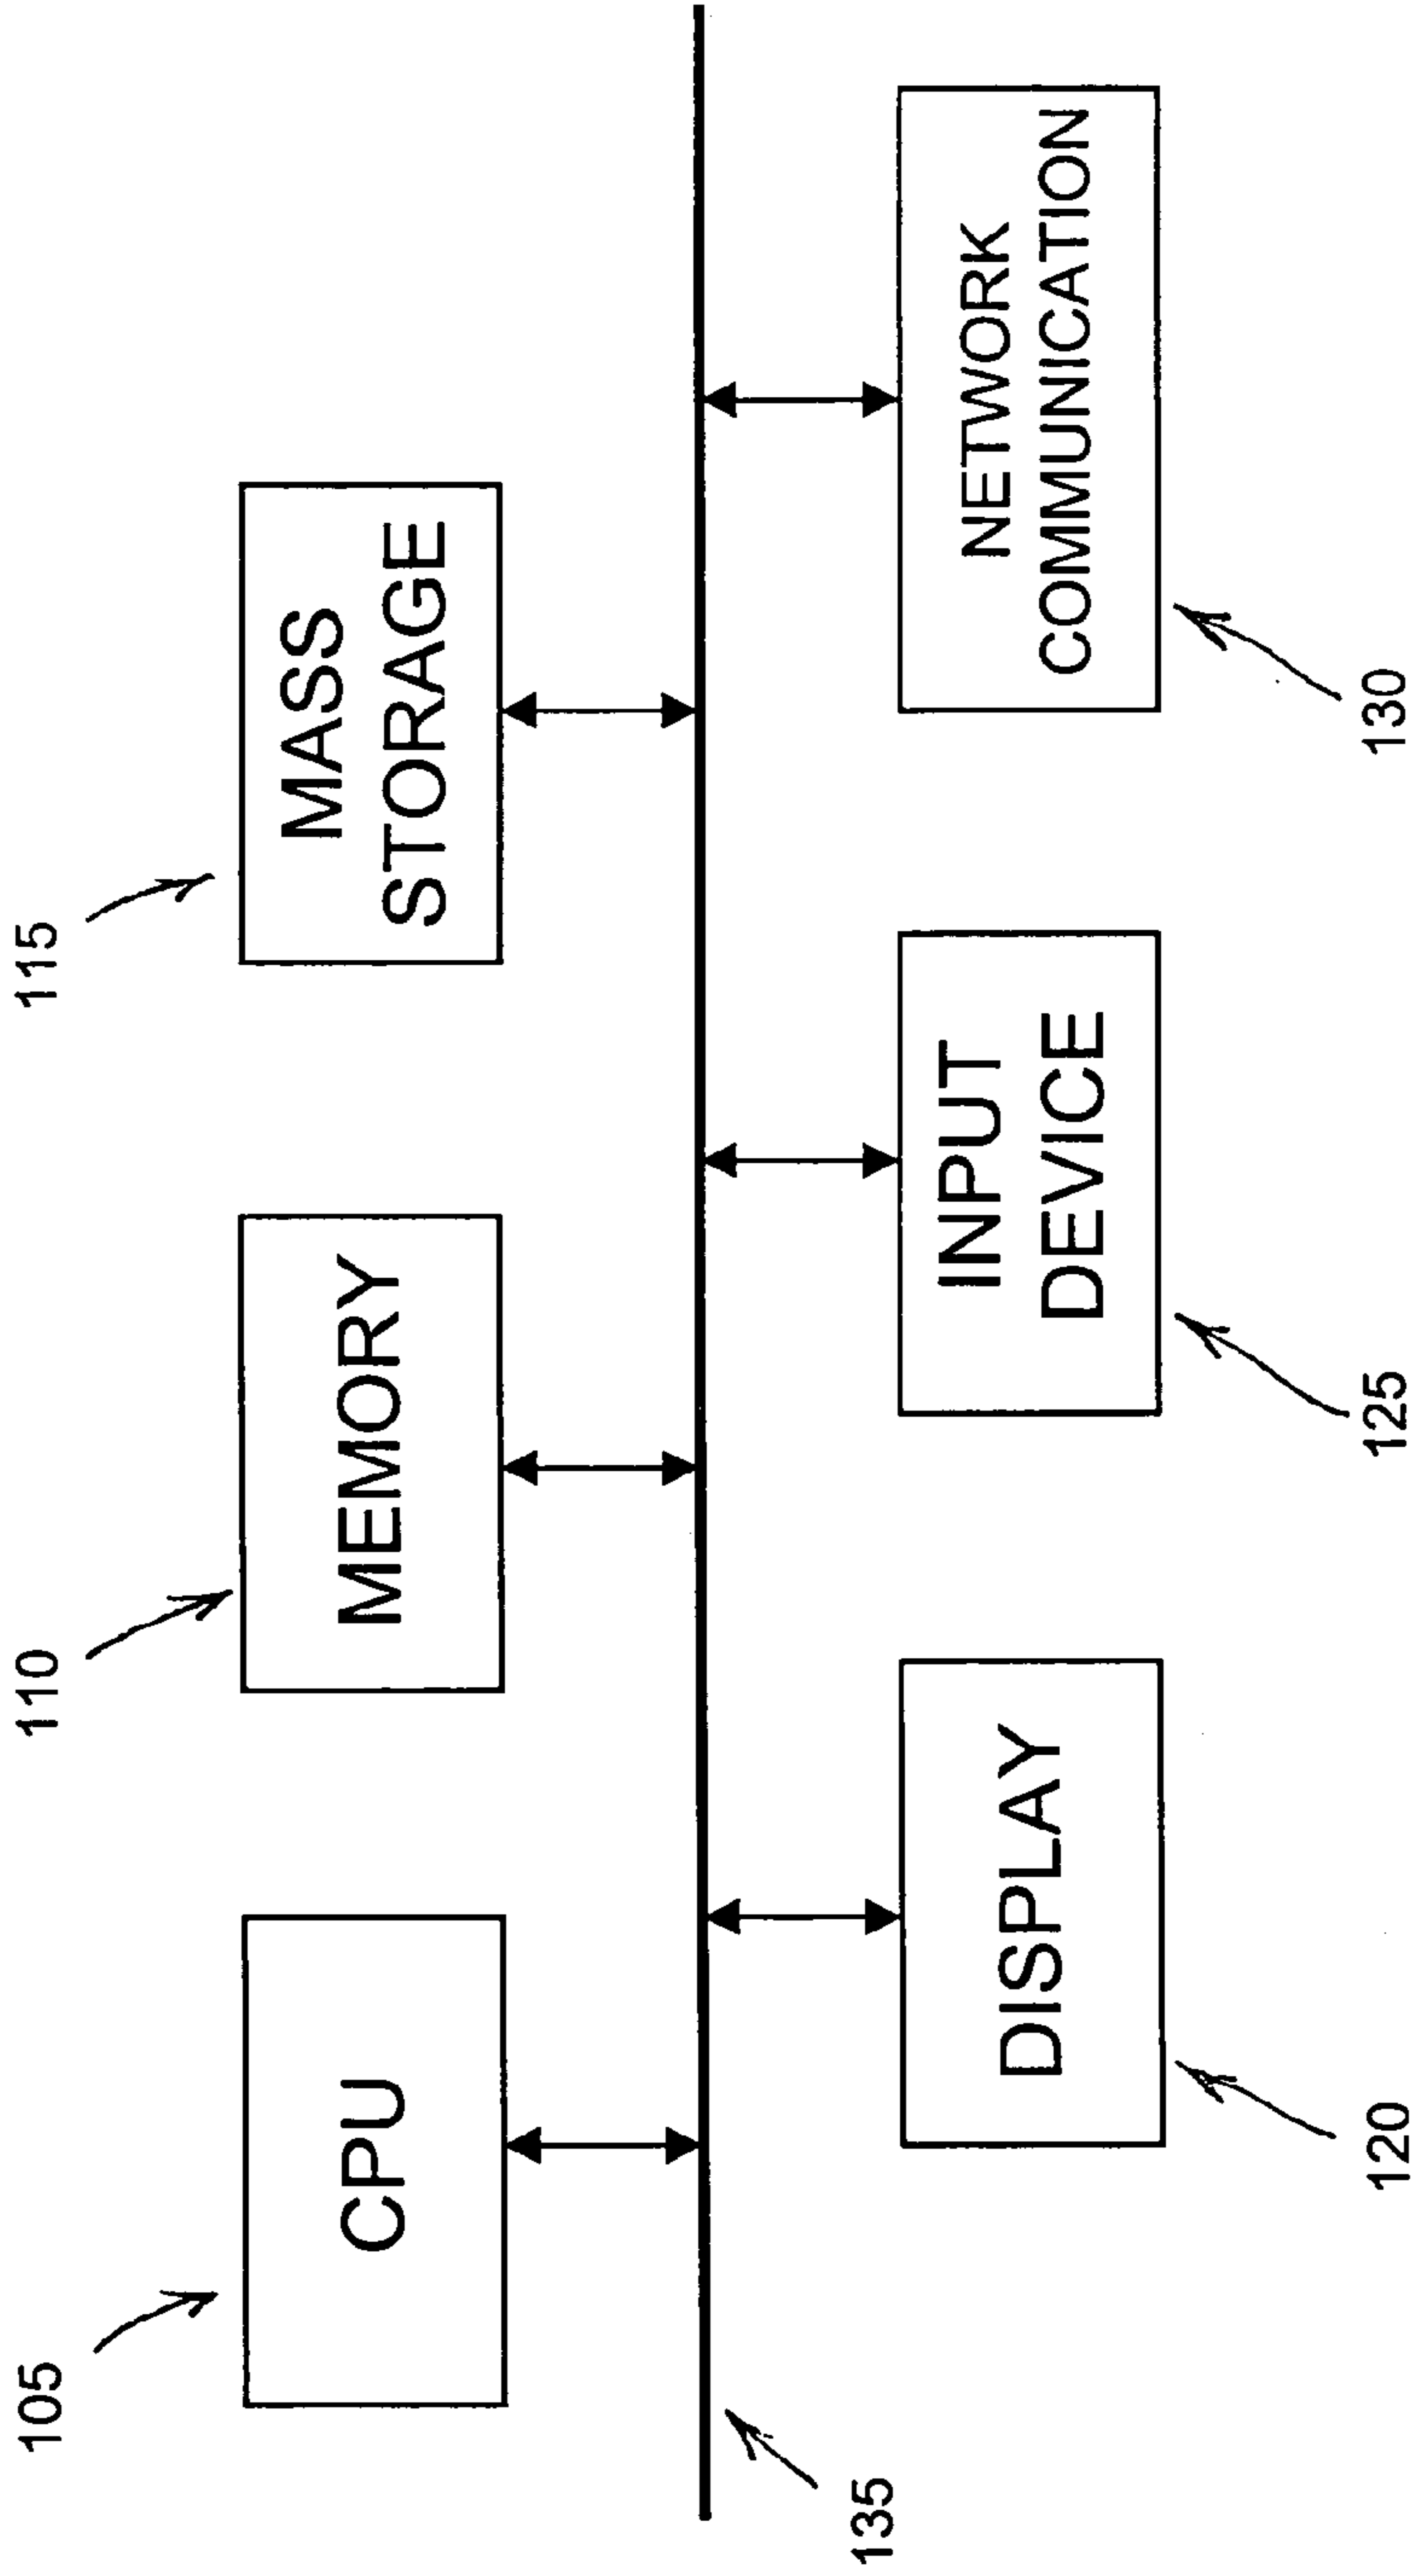 105
CPU
110
MEMORY
115
MASS
STORAGE
135
120
DISPLAY
125
INPUT
DEVICE
130
NETWORK
COMMUNICATION